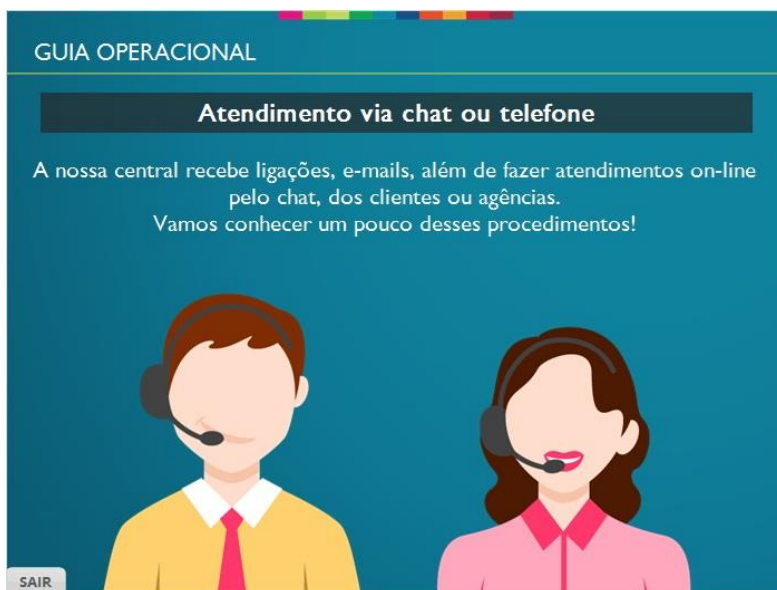 GUIA OPERACIONAL
Atendimento via chat ou telefone
A nossa central recebe ligações, e-mails, além de fazer atendimentos on-line
pelo chat, dos clientes ou agências.
Vamos conhecer um pouco desses procedimentos!
SAIR